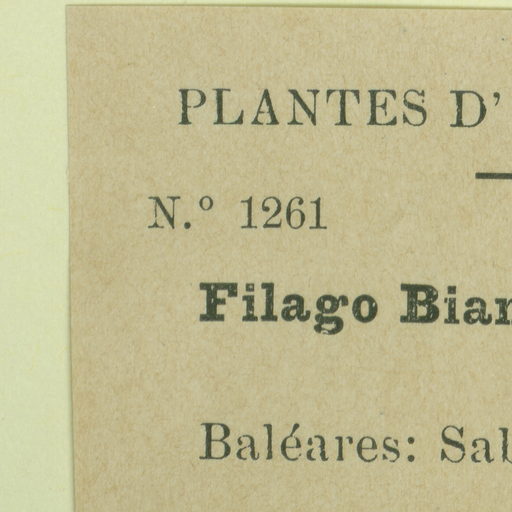 PLANTES D'
N.º 1261
Filago Bian
Baléares: Sal